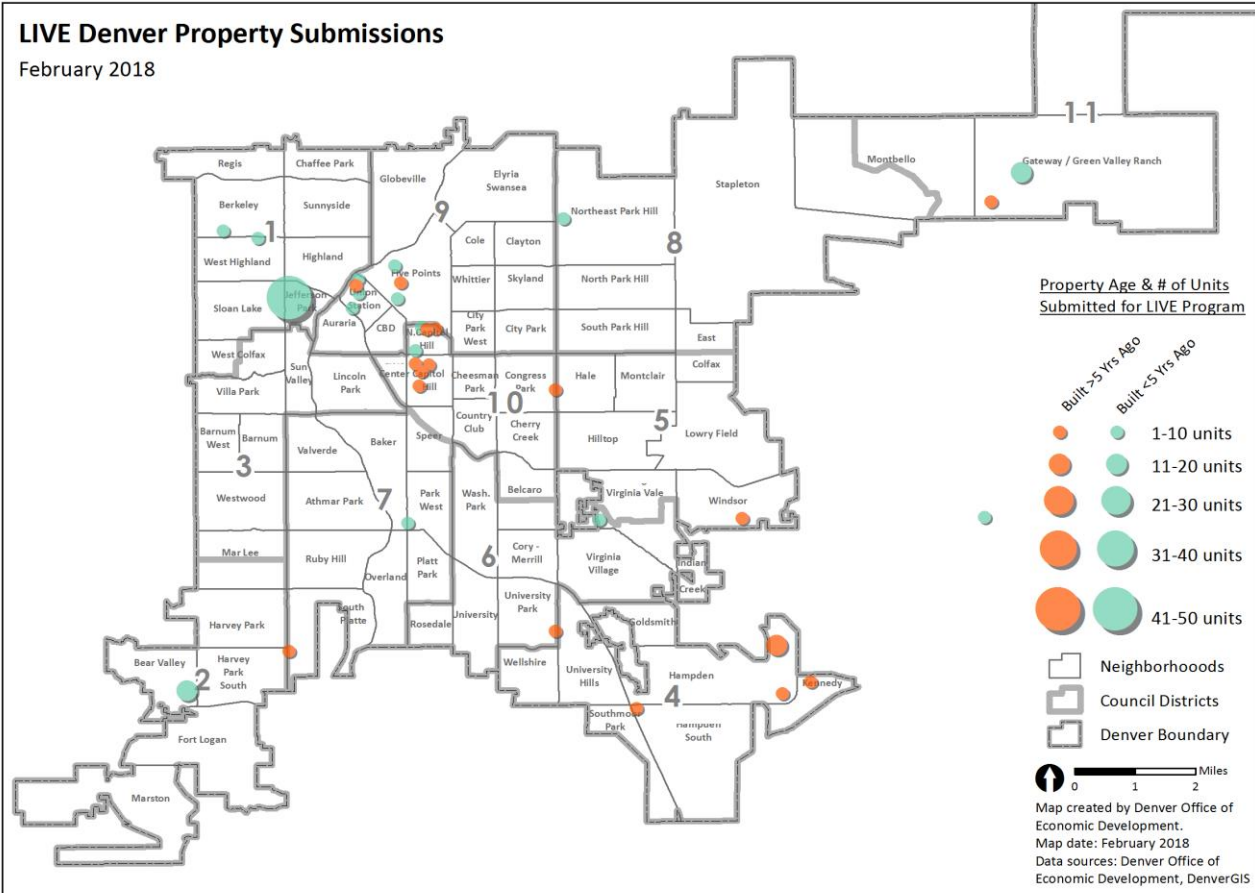 LIVE Denver Property Submissions
February 2018
11
Regis
Chaffee Park
Globeville
Elyria
Swansea
Montbello
Gateway / Green Valley Ranch
Stapleton
Berkeley
Sunnyside
9
Northeast Park Hill
1
8
Cole
Clayton
West Highland
Highland
Five Points
Whittier
Skyland
North Park Hill
Sloan Lake
Jefferson
Park
Union
Station
Auraria
CBD
N.Capitol
Hill
City
Park
West
City Park
South Park Hill
East
Colfax
West Colfax
Sun
Valley
Lincoln
Park
Center Capitol
Hill
Cheesman
Park
Congress
Park
Hale
Montclair
Villa Park
10
5
Barnum
West
Barnum
Valverde
Baker
Speer
Country
Club
Cherry
Creek
Hilltop
Lowry Field
3
Westwood
Athmar Park
7
Park
West
Wash.
Park
Belcaro
Virginia Vale
Windsor
Mar Lee
Ruby Hill
Overland
Platt
Park
6
Cory -
Merrill
Virginia
Village
Indian
Creek
Harvey Park
South
Platte
Rosedale
University
University
Park
Goldsmith
Bear Valley
2
Harvey
Park
South
Wellshire
University
Hills
Hampden
4
Kennedy
Southmoor
Park
Hampden
South
Fort Logan
Marston
Property Age & # of Units
Submitted for LIVE Program
Built >5 Yrs Ago
Built <5 Yrs Ago
1-10 units
11-20 units
21-30 units
31-40 units
41-50 units
Neighborhooods
Council Districts
Denver Boundary
Miles
0 1 2
Map created by Denver Office of
Economic Development.
Map date: February 2018
Data sources: Denver Office of
Economic Development, DenverGIS